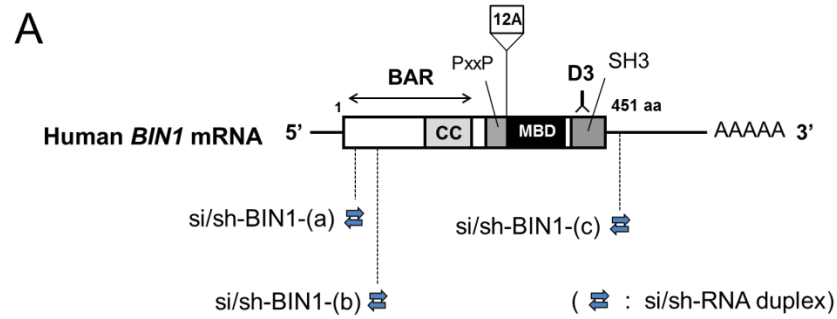 A
12A
PxxP
SH3
BAR
D3
1
451 aa
Human BIN1 mRNA 5’ CC MBD AAAAA 3’
si/sh-BIN1-(a)
si/sh-BIN1-(c)
si/sh-BIN1-(b)
( : si/sh-RNA duplex)